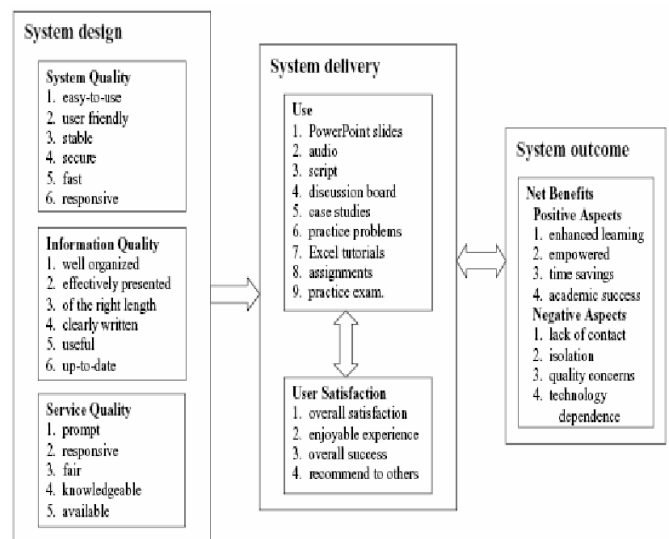 System design
System Quality
1. easy-to-use
2. user friendly
3. stable
4. secure
5. fast
6. responsive
Information Quality
1. well organized
2. effectively presented
3. of the right length
4. clearly written
5. useful
6. up-to-date
Service Quality
1. prompt
2. responsive
3. fair
4. knowledgeable
5. available
System delivery
Use
1. PowerPoint slides
2. audio
3. script
4. discussion board
5. case studies
6. practice problems
7. Excel tutorials
8. assignments
9. practice exam.
User Satisfaction
1. overall satisfaction
2. enjoyable experience
3. overall success
4. recommend to others
System outcome
Net Benefits
Positive Aspects
1. enhanced learning
2. empowered
3. time savings
4. academic success
Negative Aspects
1. lack of contact
2. isolation
3. quality concerns
4. technology
dependence